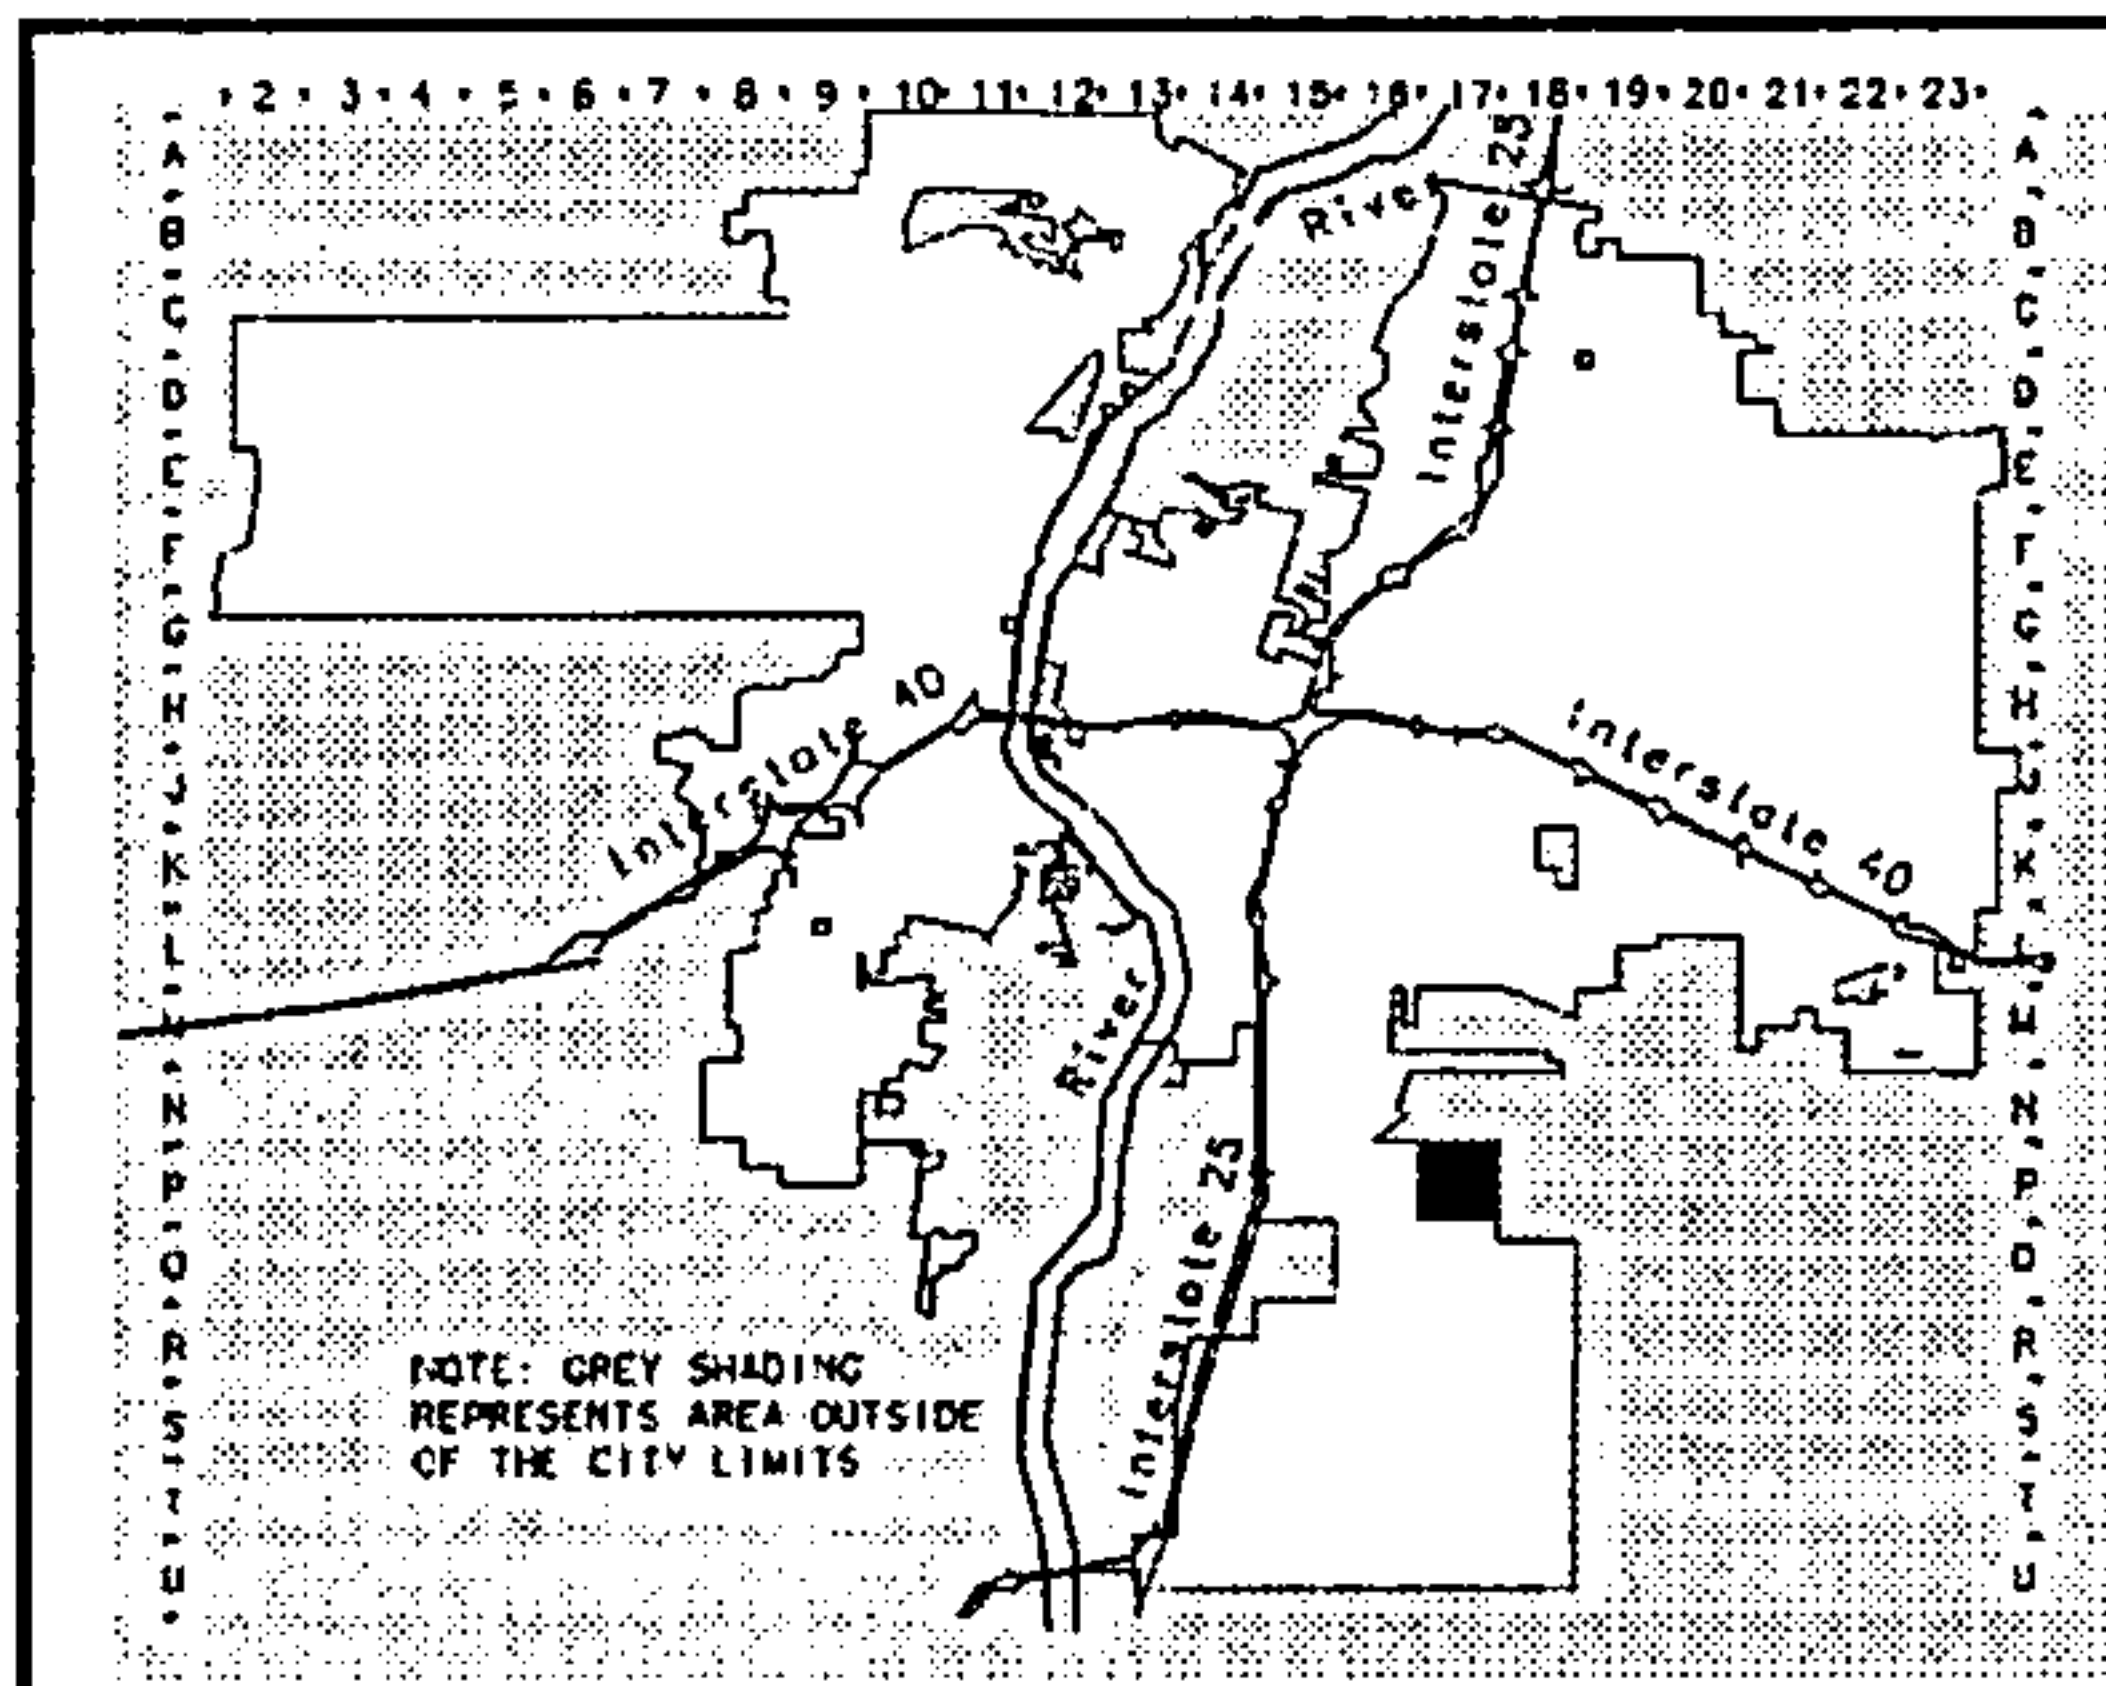 2 · 3 · 4 · 5 · 6 · 7 · 8 · 9 · 10 · 11 · 12 · 13 · 14 · 15 · 16 · 17 · 18 · 19 · 20 · 21 · 22 · 23 ·
A
B
C
D
E
F
G
H
J
K
L
M
N
P
Q
R
S
T
U
River
Interstate 25
Interstate 40
Interstate 40
River
Interstate 25
NOTE: GREY SHADING
REPRESENTS AREA OUTSIDE
OF THE CITY LIMITS
A
B
C
D
E
F
G
H
J
K
L
M
N
P
Q
R
S
T
U